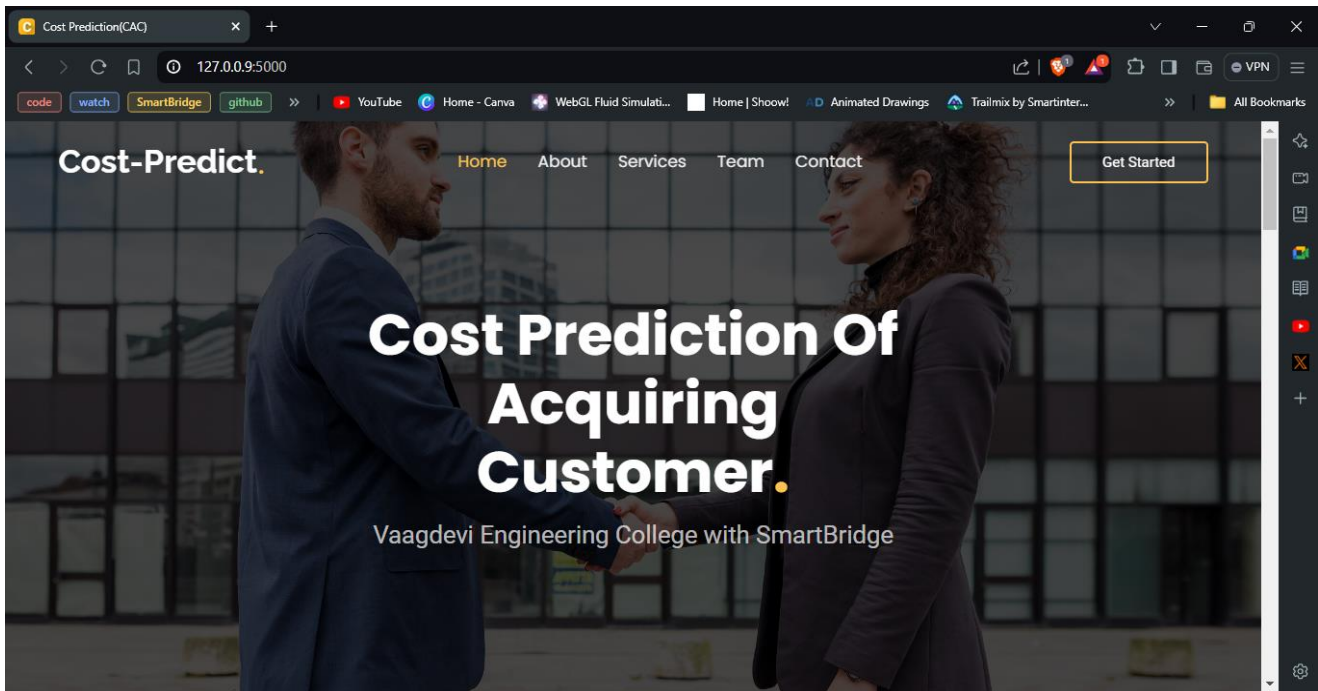 Cost Prediction(CAC)
127.0.0.9:5000
VPN
code watch SmartBridge github YouTube Home - Canva WebGL Fluid Simulati... Home | Shoow! AD Animated Drawings Trailmix by Smartinter... All Bookmarks
Cost-Predict. Home About Services Team Contact Get Started
Cost Prediction Of
Acquiring
Customer.
Vaagdevi Engineering College with SmartBridge